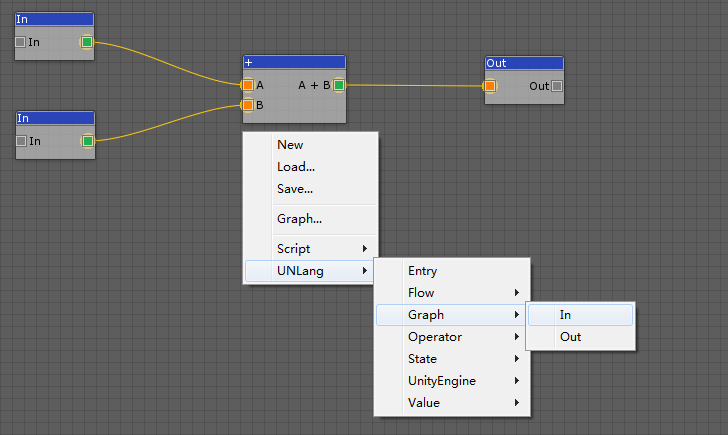 In
In
+
A
A + B
B
Out
Out
In
In
New
Load...
Save...
Graph...
Script
UNLang
Entry
Flow
Graph
Operator
State
UnityEngine
Value
In
Out